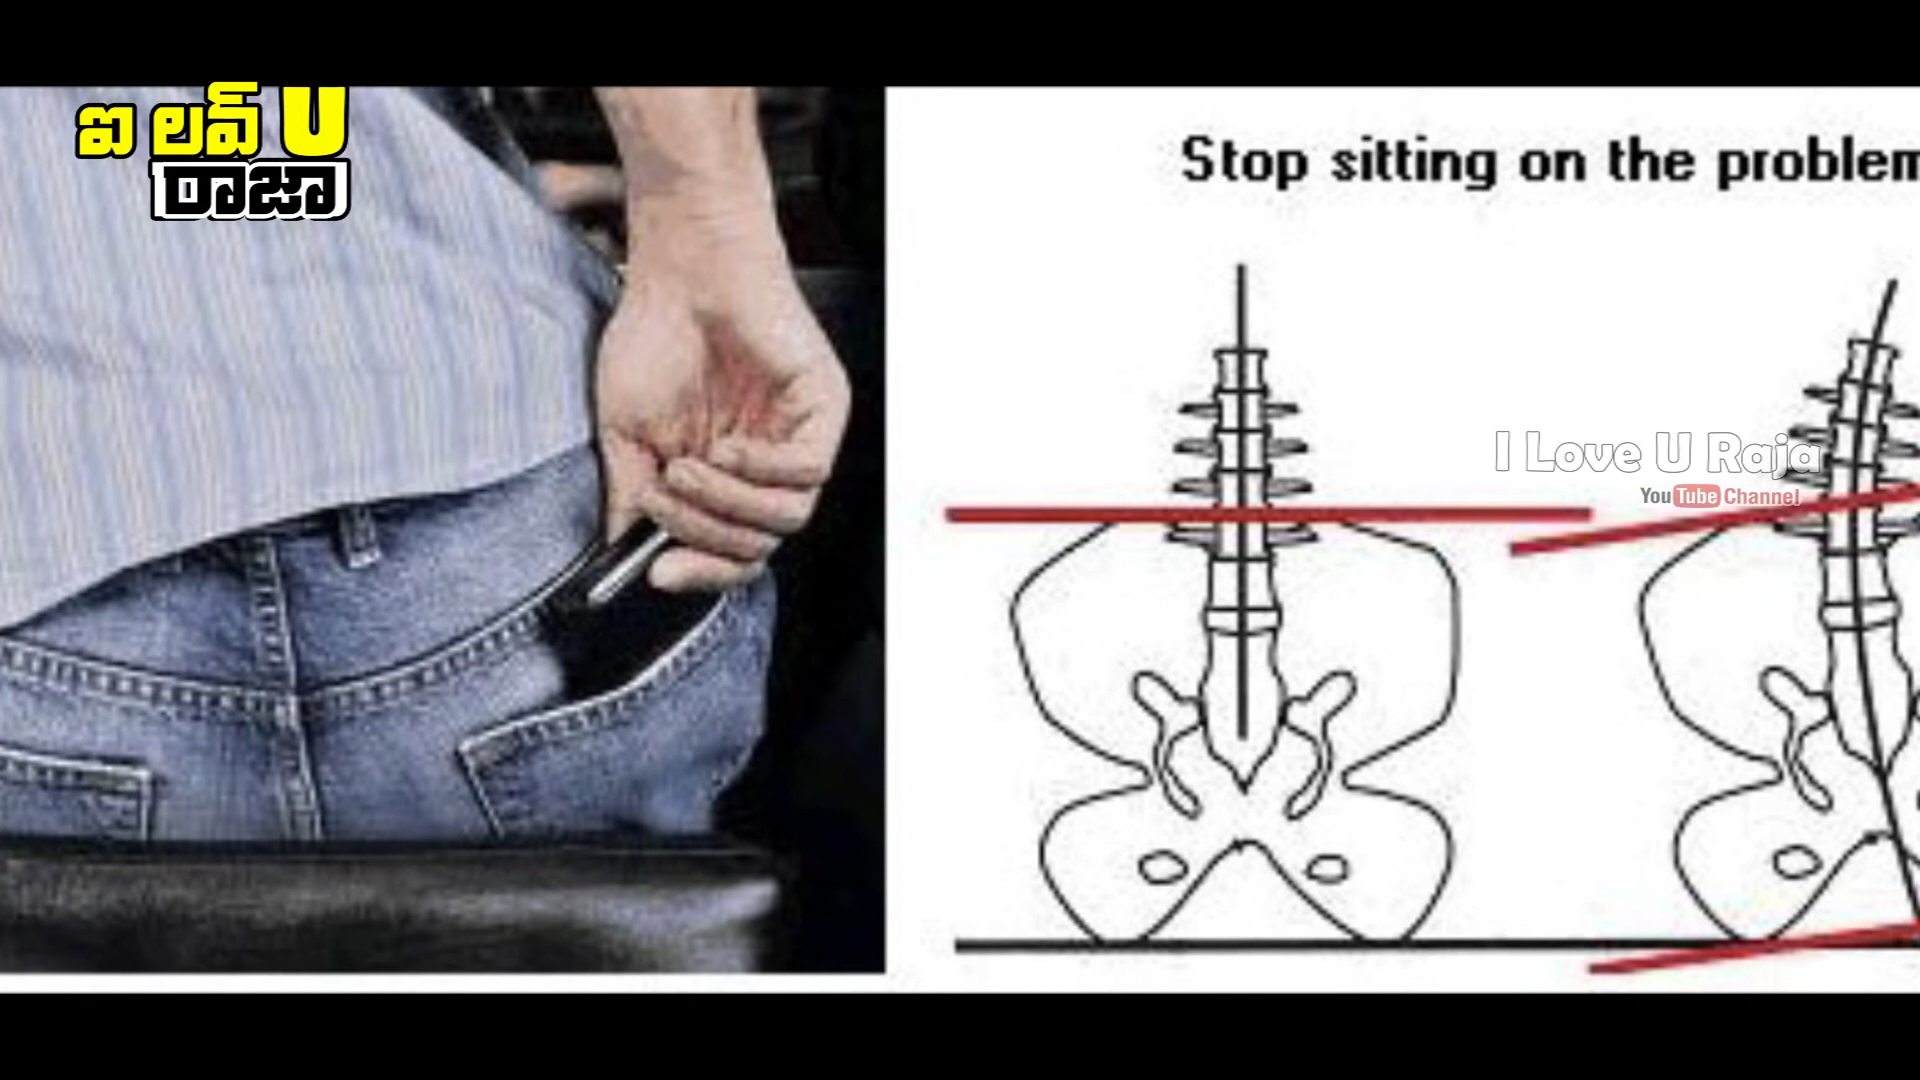 ఐ లవ్ U
రాజా
Stop sitting on the problem
I Love U Raja
YouTube Channel